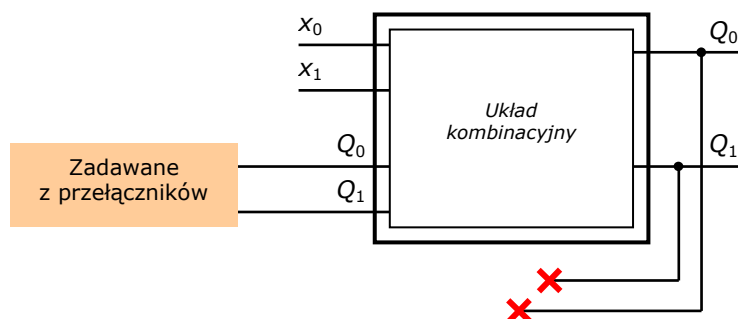 x0
x1
Q0
Układ
kombinacyjny
Zadawane
z przełączników
Q0
Q1
Q1